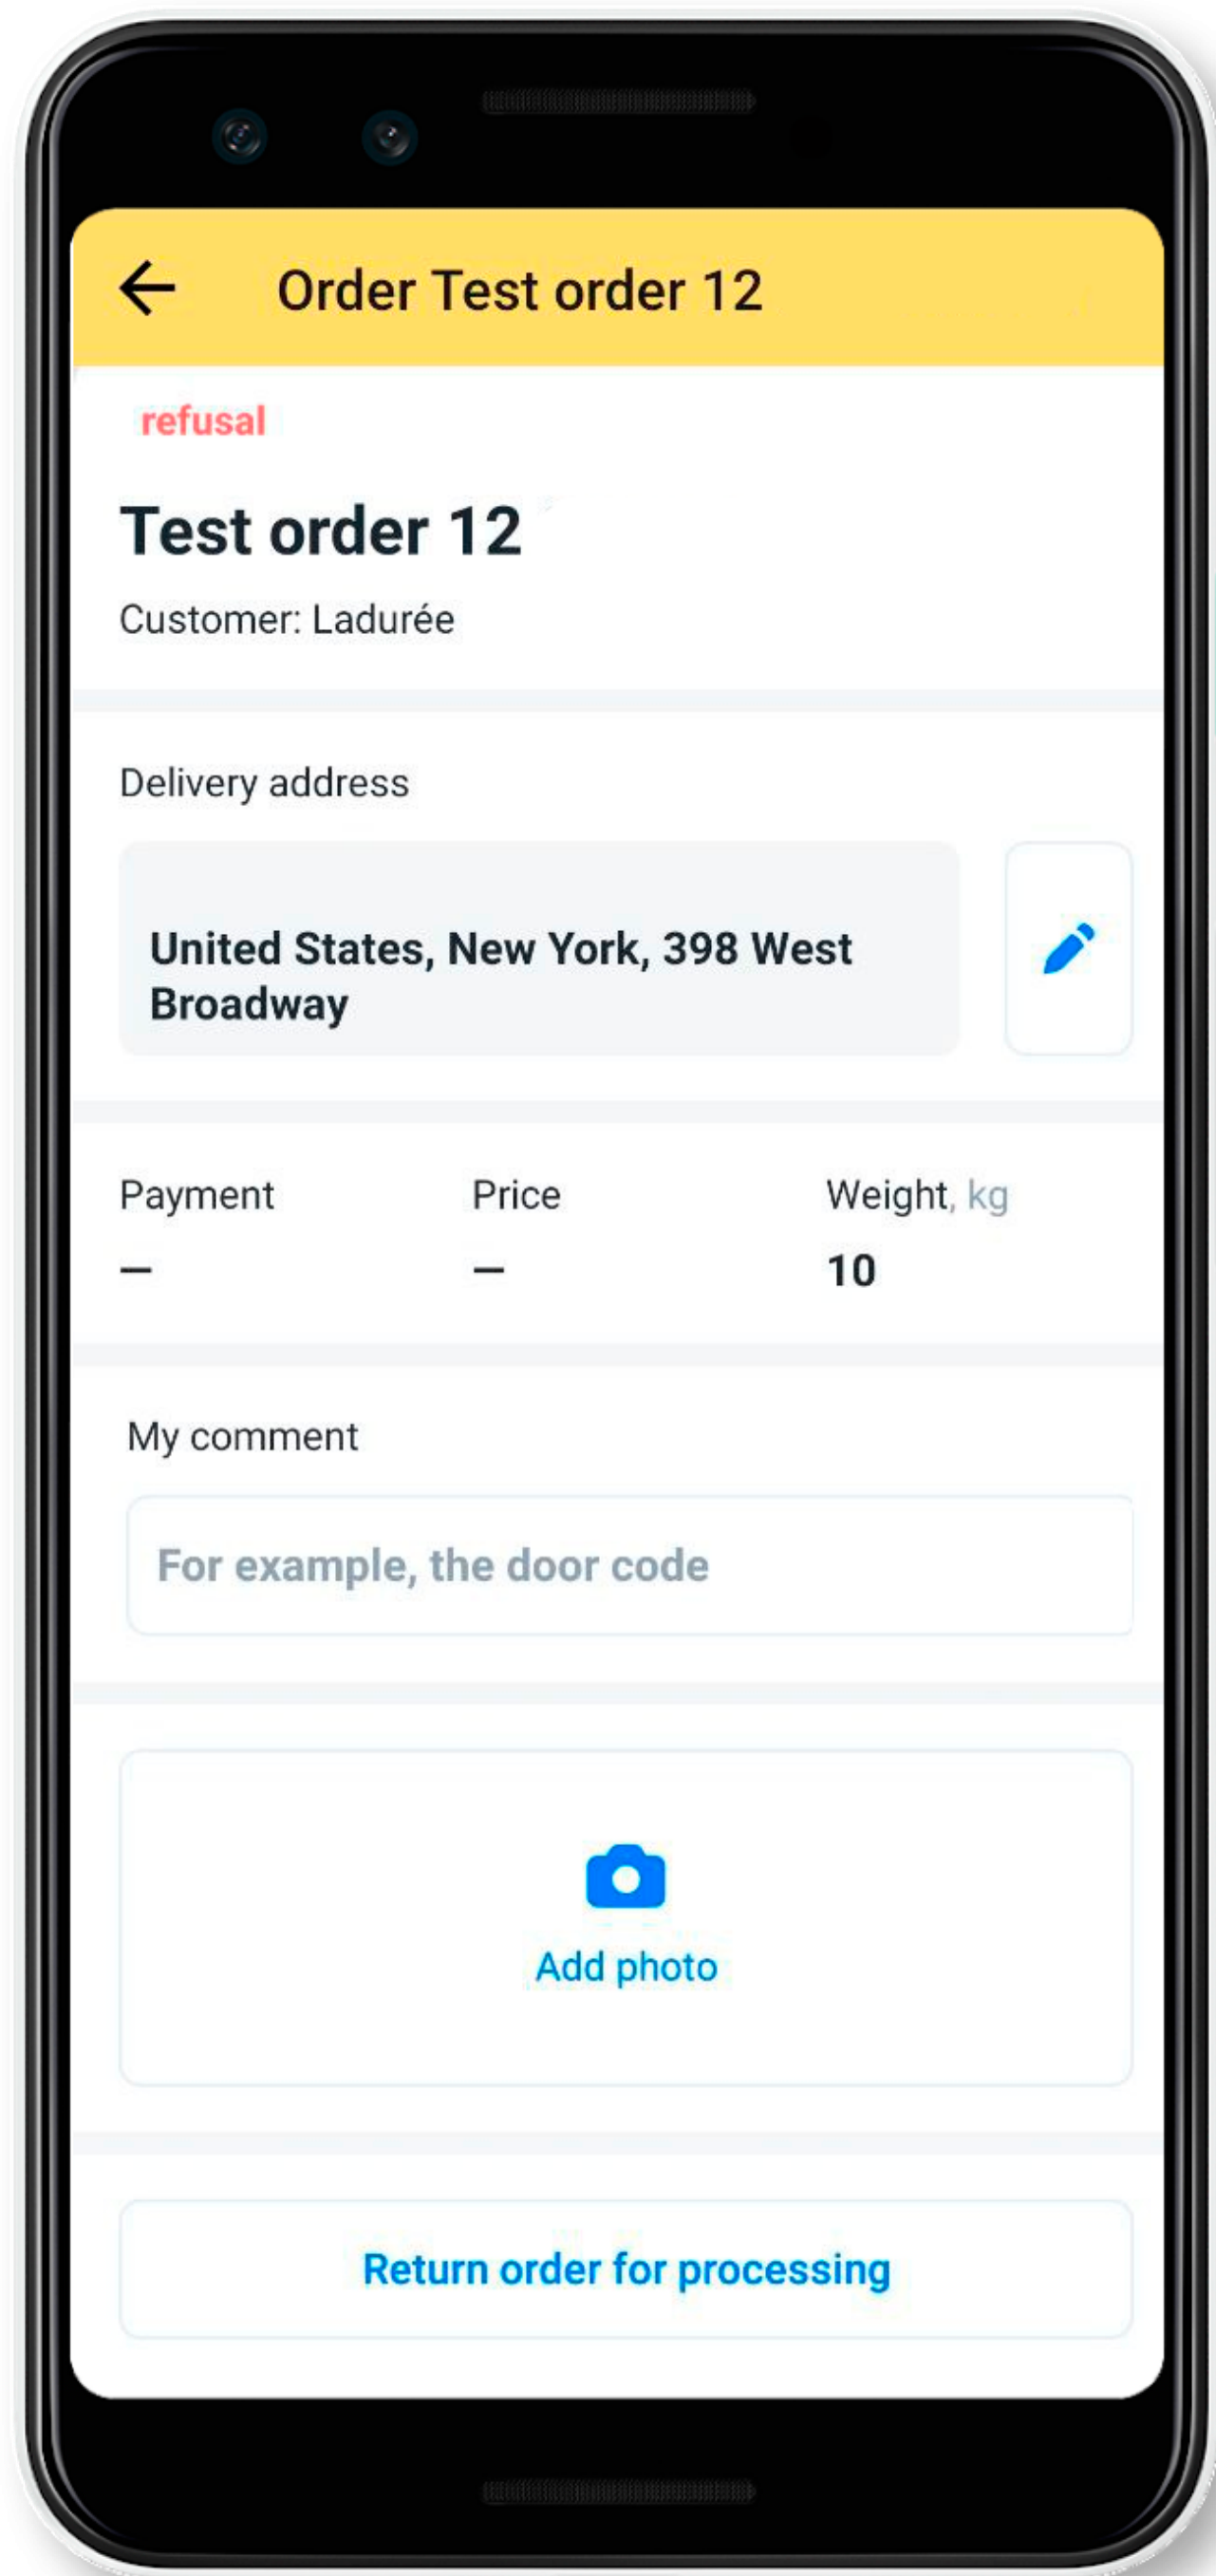 Order Test order 12
refusal
Test order 12
Customer: Ladurée
Delivery address
United States, New York, 398 West
Broadway
Payment
Price
Weight, kg
—
—
10
My comment
For example, the door code
Add photo
Return order for processing